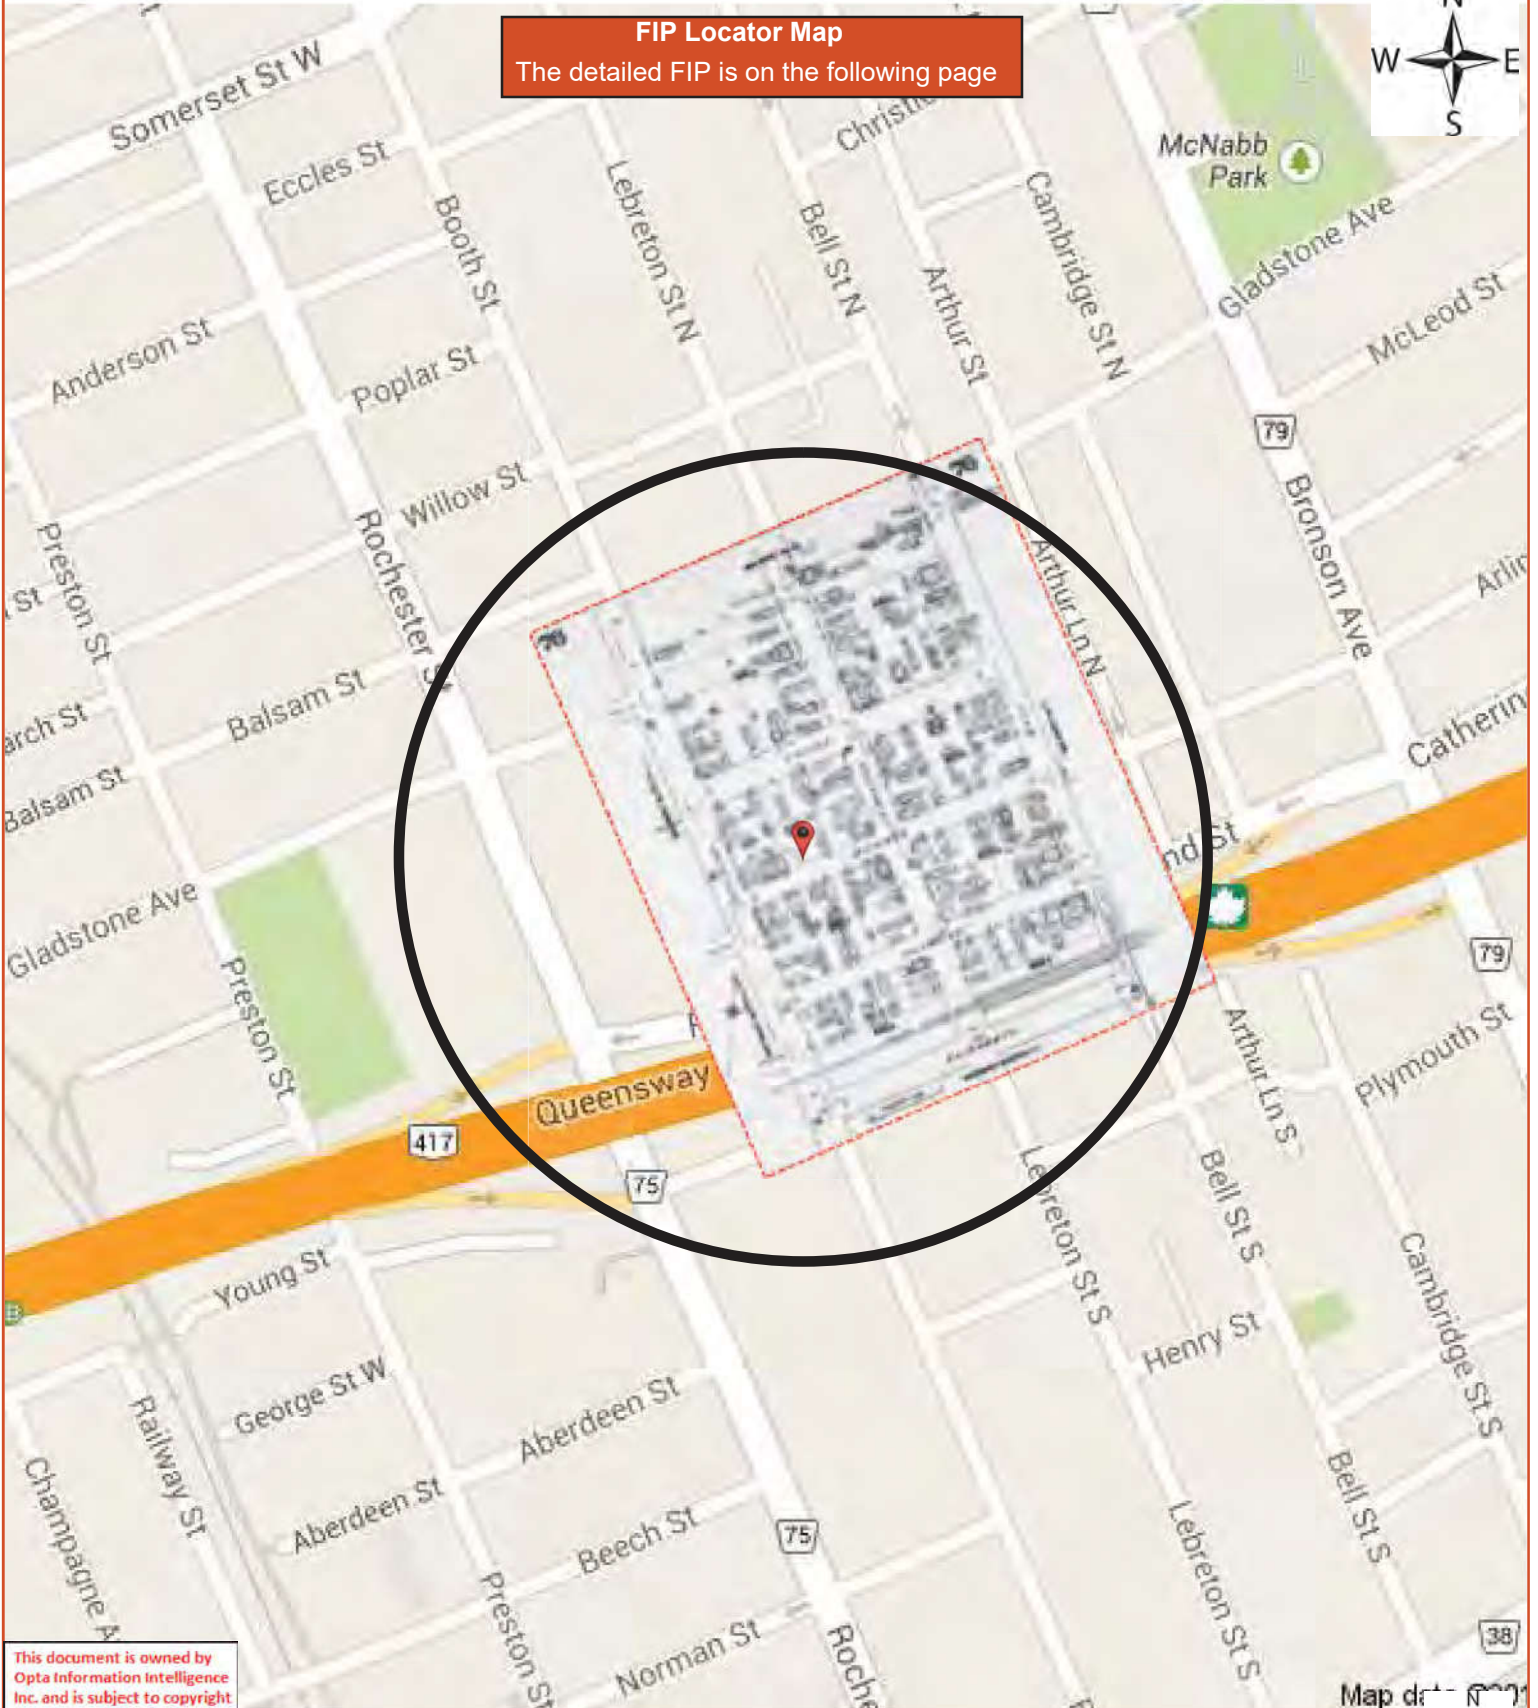 FIP Locator Map
The detailed FIP is on the following page
N
W
E
S
Somerset St W
Eccles St
Booth St
Lebreton St N
Bell St N
Arthur St
Cambridge St N
McNabb
Park
Gladstone Ave
McLeod St
Anderson St
Poplar St
Willow St
79
Bronson Ave
Preston St
Rochester St
Arthur Ln N
St
Balsam St
Balsam St
Gladstone Ave
Preston St
nd St
79
Queensway
417
75
Arthur Ln S
Plymouth St
Lebreton St S
Bell St S
Cambridge St S
Young St
Henry St
George St W
Railway St
Aberdeen St
Aberdeen St
Champagne A
Beech St
75
Bell St S
Lebreton St S
Preston St
Norman St
Roche
38
This document is owned by
Opta Information Intelligence
Inc. and is subject to copyright
Map data